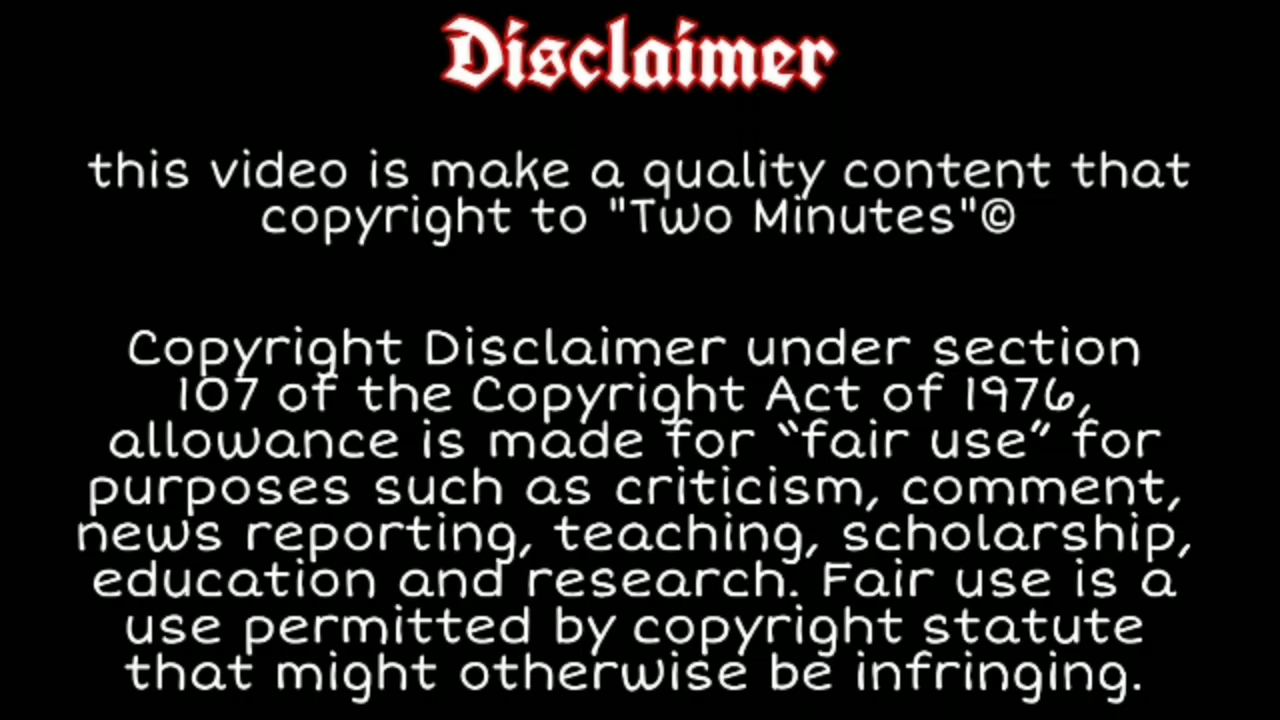 Disclaimer
this video is make a quality content that
copyright to "Two Minutes"©
Copyright Disclaimer under section
107 of the Copyright Act of 1976,
allowance is made for “fair use” for
purposes such as criticism, comment,
news reporting, teaching, scholarship,
education and research. Fair use is a
use permitted by copyright statute
that might otherwise be infringing.